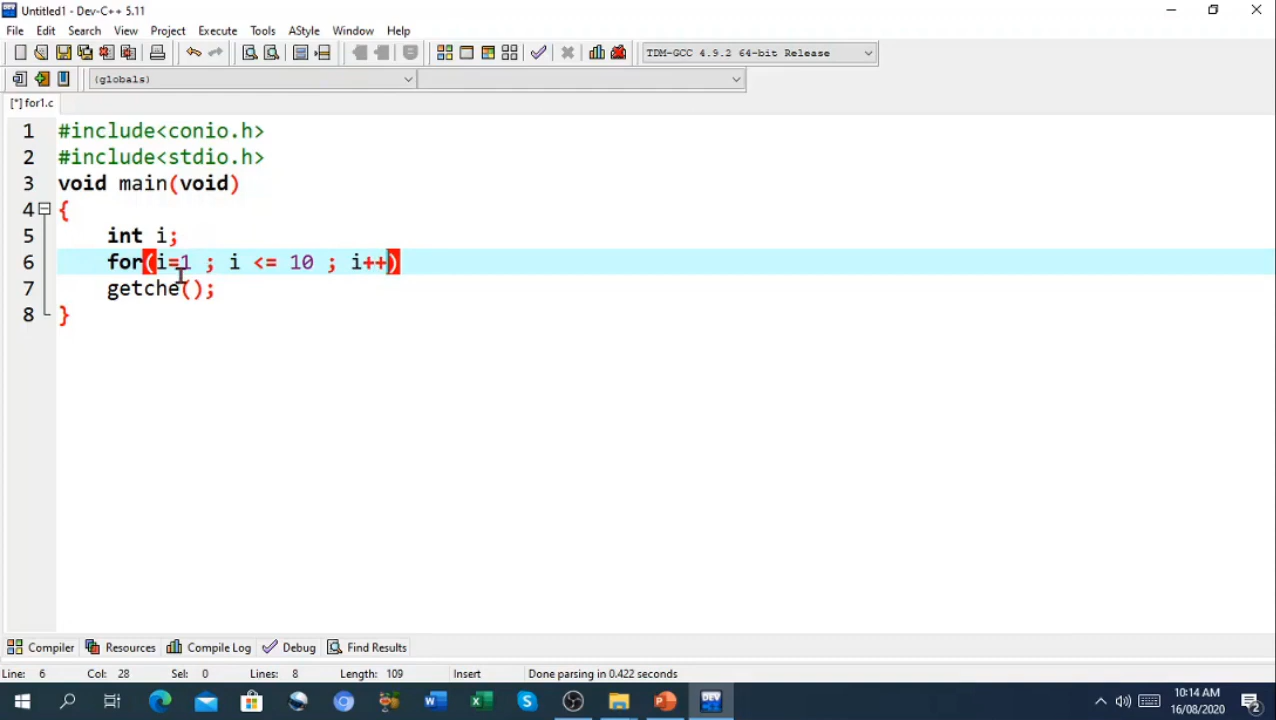 Untitled1 - Dev-C++ 5.11
File Edit Search View Project Execute Tools AStyle Window Help
TDM-GCC 4.9.2 64-bit Release
(globals)
[*] for1.c
1 #include<conio.h>
2 #include<stdio.h>
3 void main(void)
4 {
5 int i;
6 for(i=1 ; i <= 10 ; i++)
7 getche();
8 }
Compiler Resources Compile Log Debug Find Results
Line: 6 Col: 28 Sel: 0 Lines: 8 Length: 109 Insert Done parsing in 0.422 seconds
10:14 AM
16/08/2020